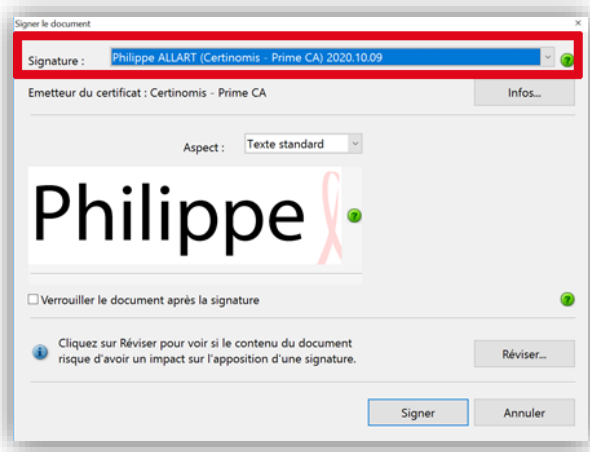 Signer le document
Signature : Philippe ALLART (Certinomis - Prime CA) 2020.10.09
Emetteur du certificat : Certinomis - Prime CA Infos...
Aspect : Texte standard
Philippe
Verrouiller le document après la signature
Cliquez sur Réviser pour voir si le contenu du document
risque d'avoir un impact sur l'apposition d'une signature.
Réviser...
Signer Annuler